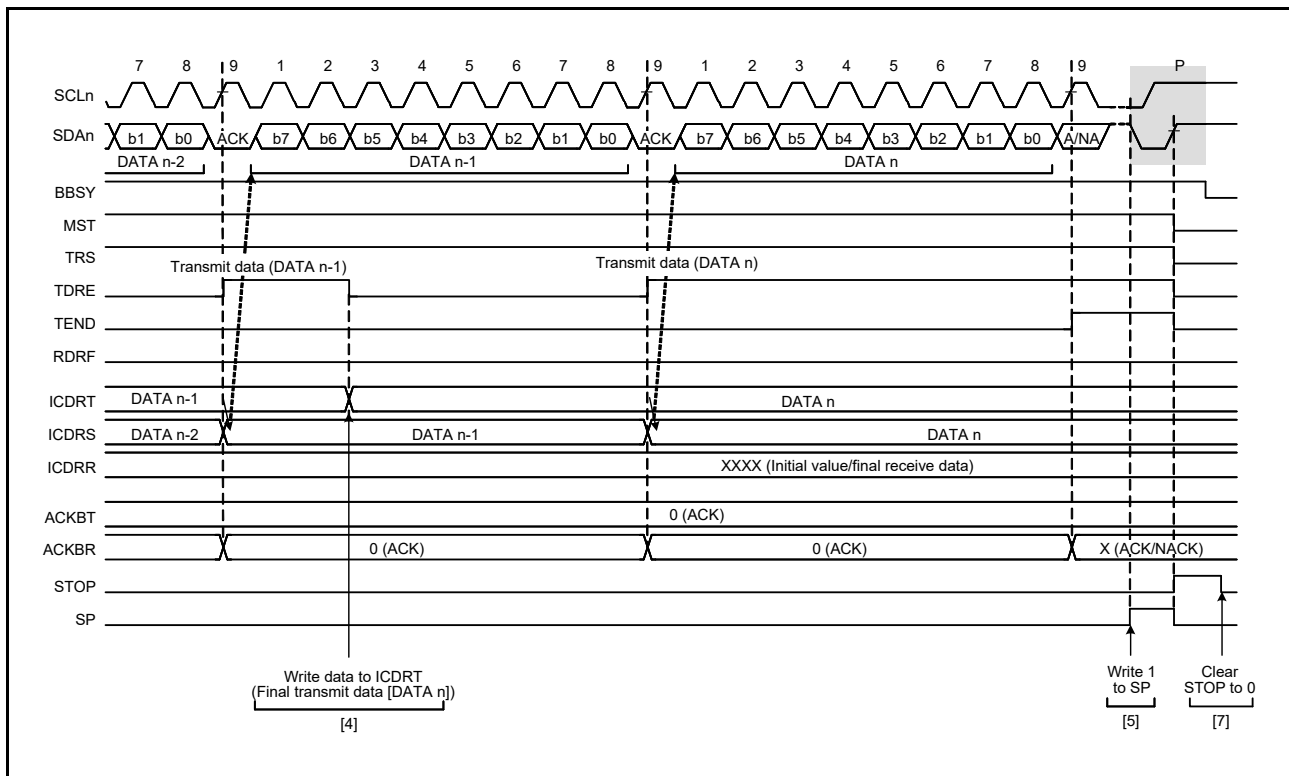 7 8 9 1 2 3 4 5 6 7 8 9 1 2 3 4 5 6 7 8 9 P
SCLn
SDAn b1 b0 ACK b7 b6 b5 b4 b3 b2 b1 b0 ACK b7 b6 b5 b4 b3 b2 b1 b0 A/NA
DATA n-2 DATA n-1 DATA n
BBSY
MST
TRS
Transmit data (DATA n-1) Transmit data (DATA n)
TDRE
TEND
RDRF
ICDRT DATA n-1 DATA n
ICDRS DATA n-2 DATA n-1 DATA n
ICDRR XXXX (Initial value/final receive data)
ACKBT 0 (ACK)
ACKBR 0 (ACK) 0 (ACK) X (ACK/NACK)
STOP
SP
Write data to ICDRT
(Final transmit data [DATA n])
[4]
Write 1
to SP
[5]
Clear
STOP to 0
[7]